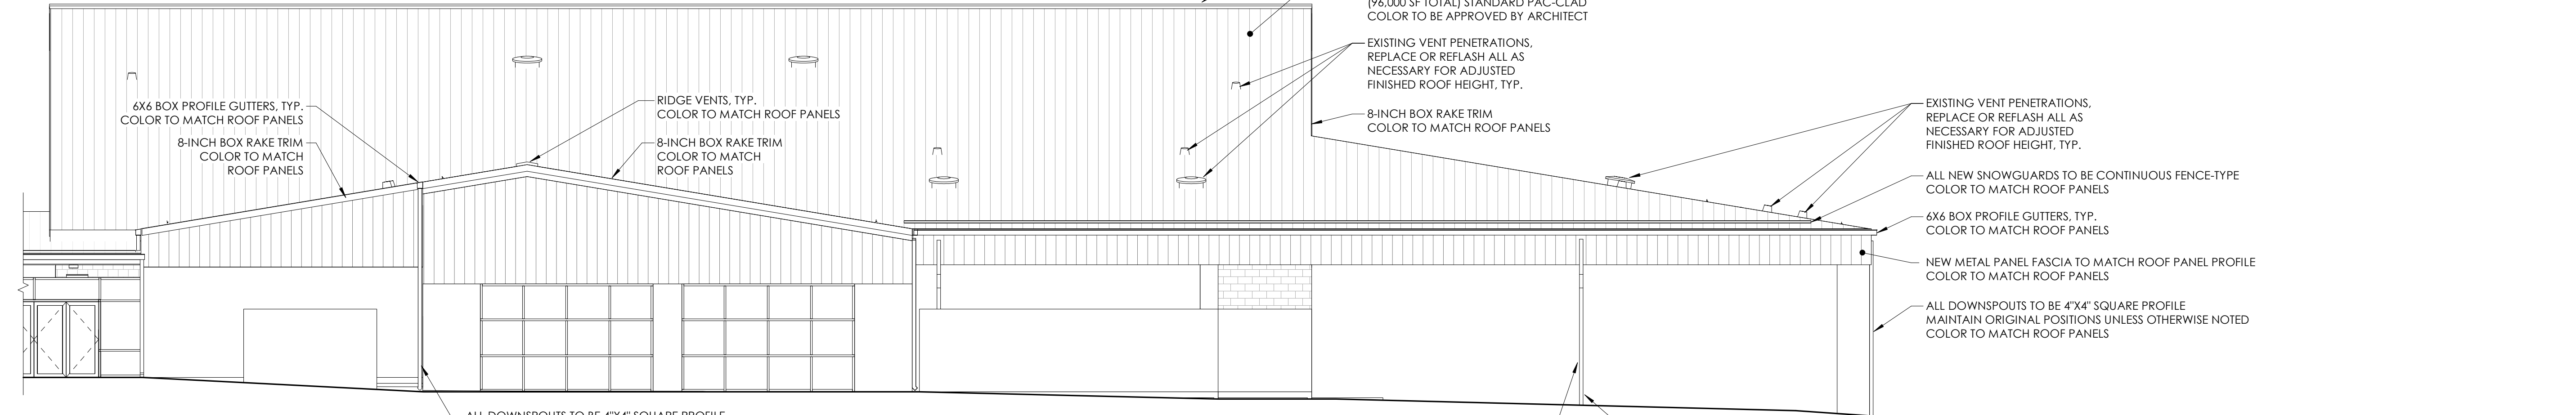 (96,000 SF TOTAL) STANDARD PAC-CLAD
COLOR TO BE APPROVED BY ARCHITECT
EXISTING VENT PENETRATIONS,
REPLACE OR REFLASH ALL AS
NECESSARY FOR ADJUSTED
FINISHED ROOF HEIGHT, TYP.
8-INCH BOX RAKE TRIM
COLOR TO MATCH ROOF PANELS
6X6 BOX PROFILE GUTTERS, TYP.
COLOR TO MATCH ROOF PANELS
8-INCH BOX RAKE TRIM
COLOR TO MATCH
ROOF PANELS
RIDGE VENTS, TYP.
COLOR TO MATCH ROOF PANELS
8-INCH BOX RAKE TRIM
COLOR TO MATCH
ROOF PANELS
EXISTING VENT PENETRATIONS,
REPLACE OR REFLASH ALL AS
NECESSARY FOR ADJUSTED
FINISHED ROOF HEIGHT, TYP.
ALL NEW SNOWGUARDS TO BE CONTINUOUS FENCE-TYPE
COLOR TO MATCH ROOF PANELS
6X6 BOX PROFILE GUTTERS, TYP.
COLOR TO MATCH ROOF PANELS
NEW METAL PANEL FASCIA TO MATCH ROOF PANEL PROFILE
COLOR TO MATCH ROOF PANELS
ALL DOWNSPOUTS TO BE 4"X4" SQUARE PROFILE
MAINTAIN ORIGINAL POSITIONS UNLESS OTHERWISE NOTED
COLOR TO MATCH ROOF PANELS
ALL DOWNSPOUTS TO BE 4"X4" SQUARE PROFILE